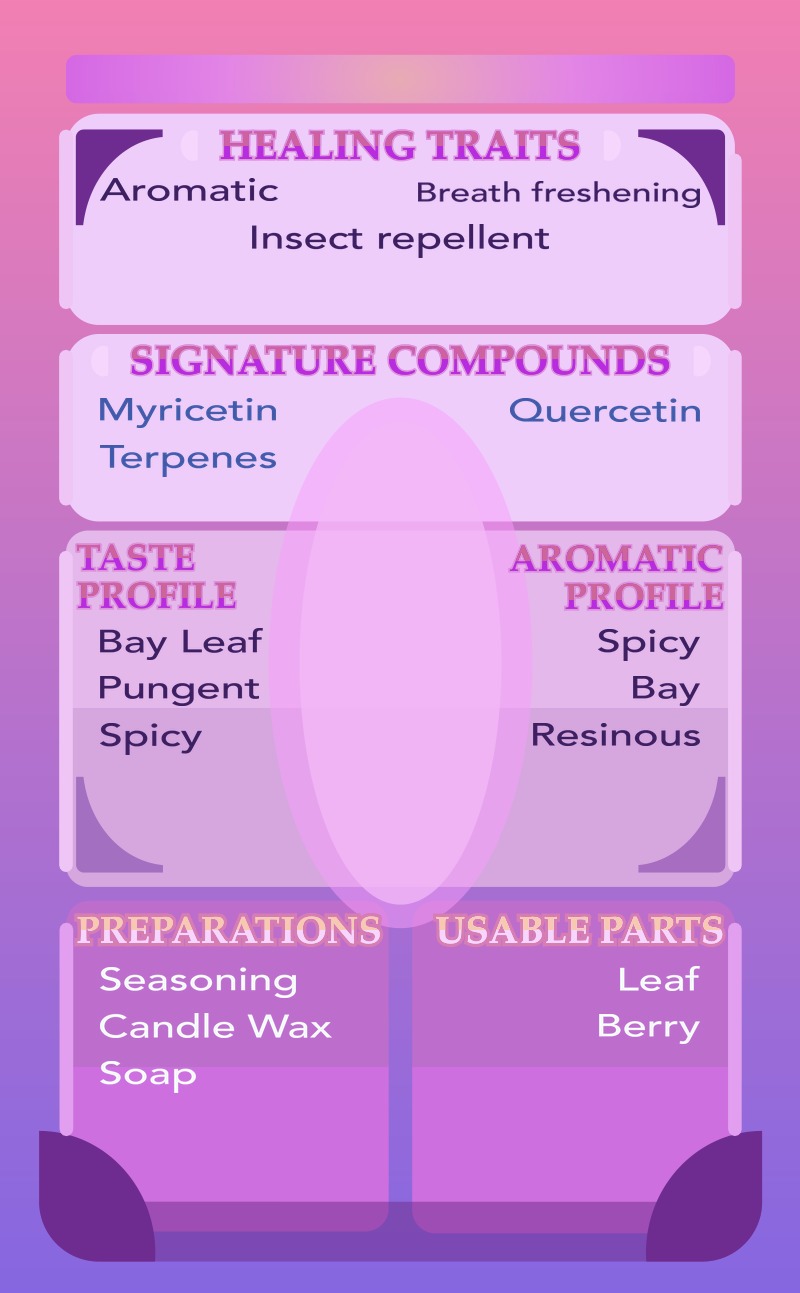 HEALING TRAITS
Aromatic Breath freshening
Insect repellent
SIGNATURE COMPOUNDS
Myricetin Quercetin
Terpenes
TASTE PROFILE
Bay Leaf
Pungent
Spicy
AROMATIC PROFILE
Spicy
Bay
Resinous
PREPARATIONS
Seasoning
Candle Wax
Soap
USABLE PARTS
Leaf
Berry